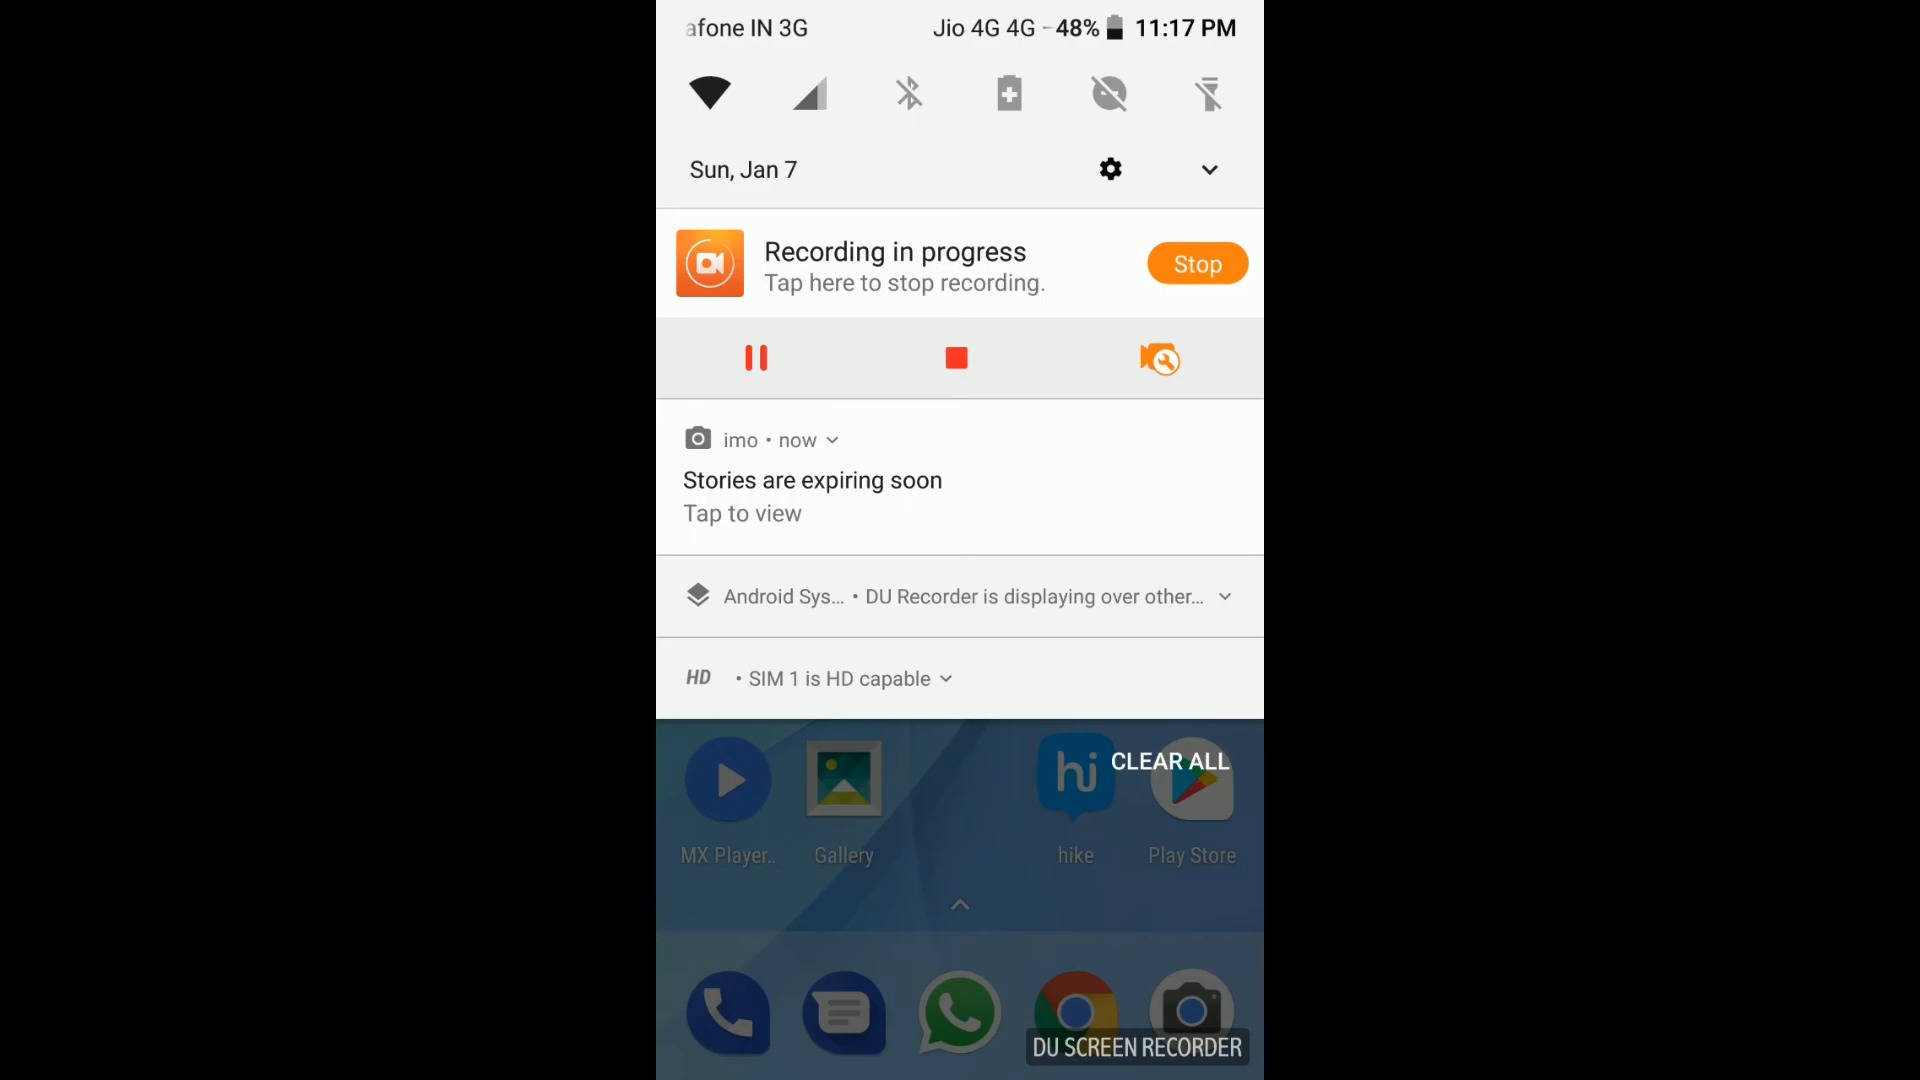 afone IN 3G Jio 4G 4G 48% 11:17 PM
Sun, Jan 7
Recording in progress
Tap here to stop recording.
Stop
imo • now
Stories are expiring soon
Tap to view
Android Sys... • DU Recorder is displaying over other...
HD • SIM 1 is HD capable
CLEAR ALL
hi
MX Player.. Gallery hike Play Store
DU SCREEN RECORDER